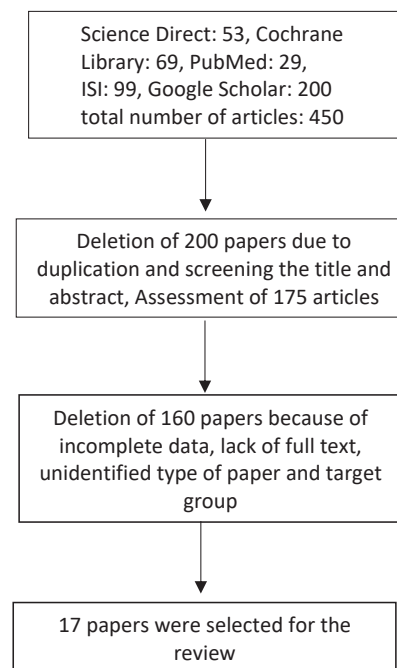 Science Direct: 53, Cochrane
Library: 69, PubMed: 29,
ISI: 99, Google Scholar: 200
total number of articles: 450
Deletion of 200 papers due to
duplication and screening the title and
abstract, Assessment of 175 articles
Deletion of 160 papers because of
incomplete data, lack of full text,
unidentified type of paper and target
group
17 papers were selected for the
review